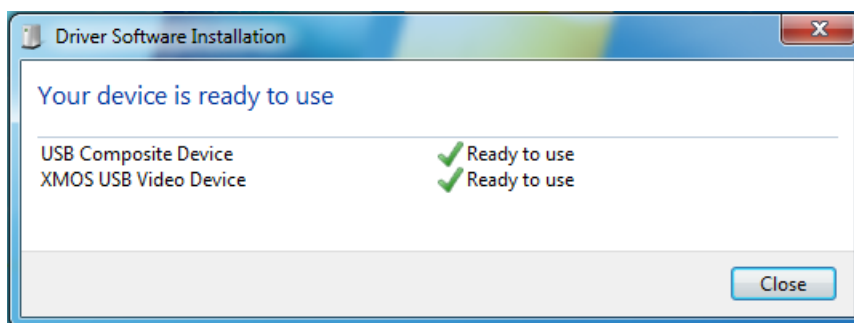 Driver Software Installation
Your device is ready to use
USB Composite Device Ready to use
XMOS USB Video Device Ready to use
Close